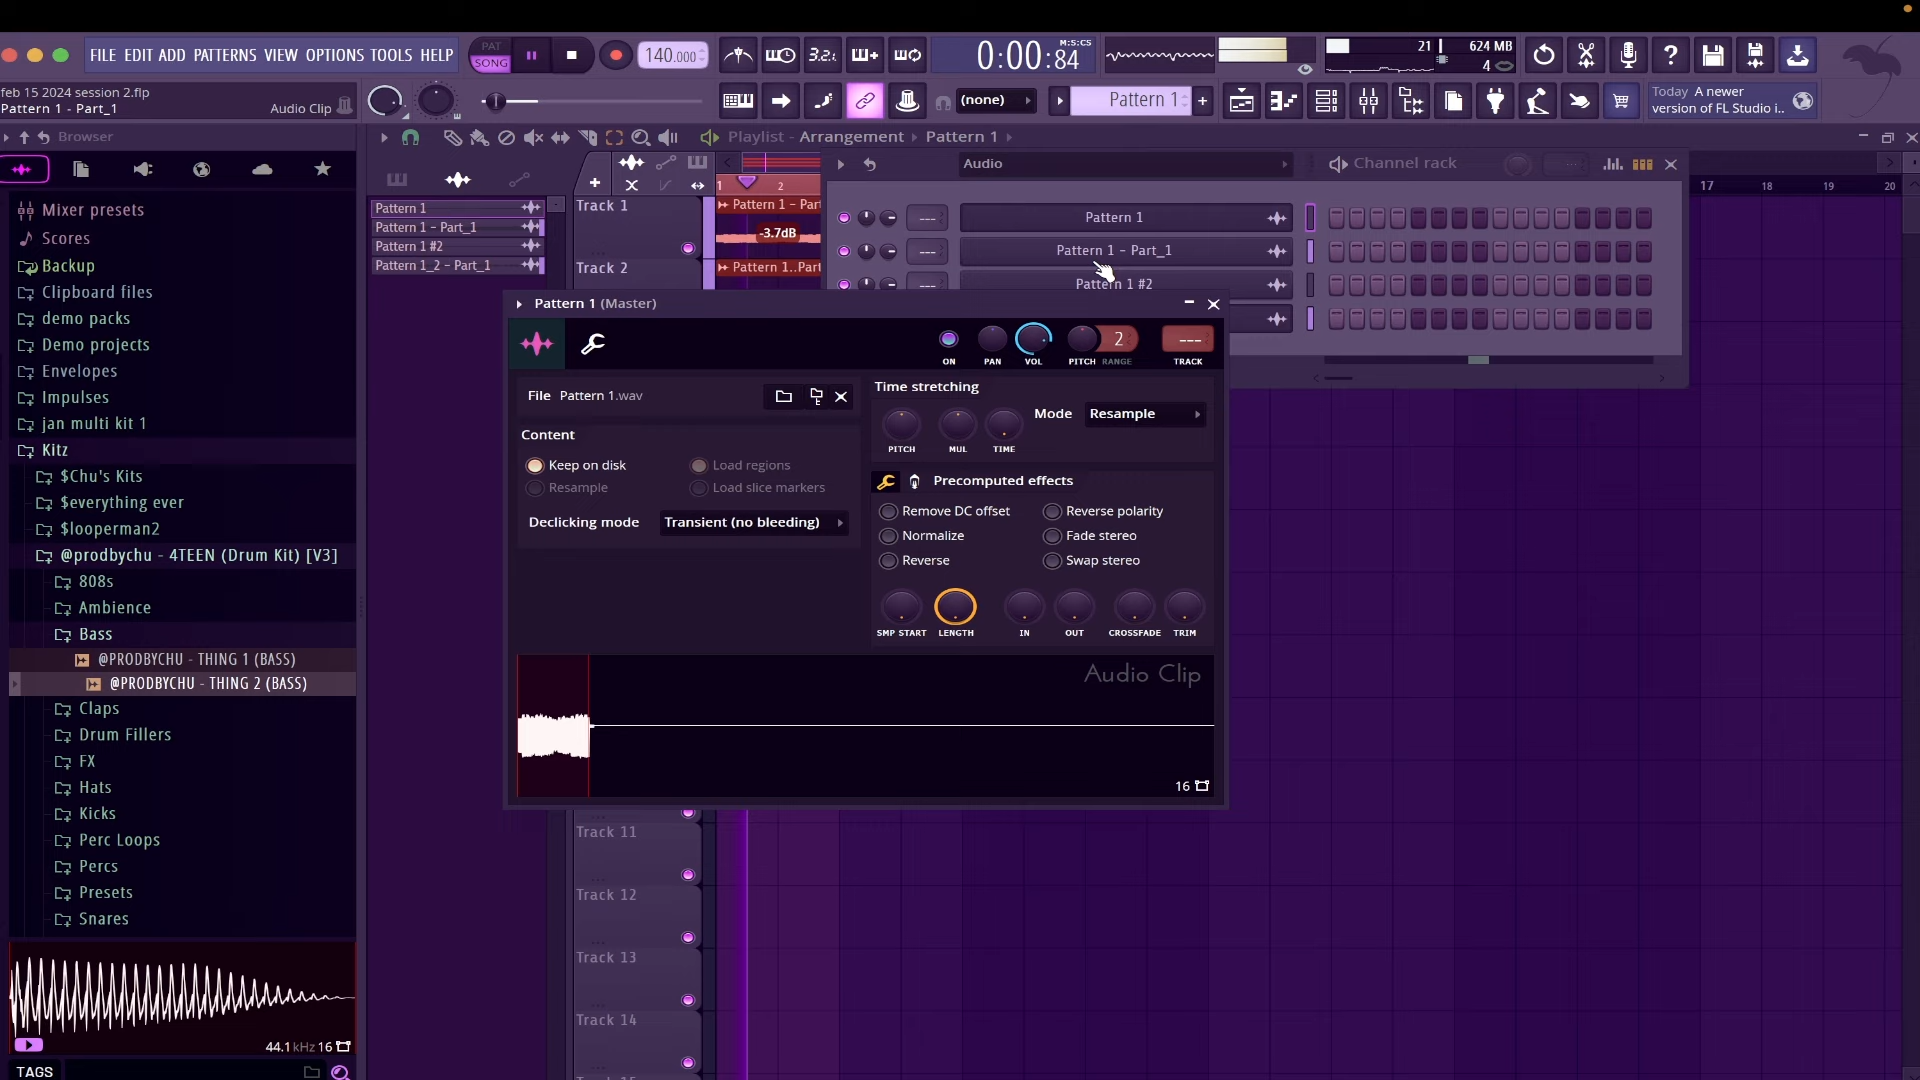 FILE EDIT ADD PATTERNS VIEW OPTIONS TOOLS HELP
PAT
SONG
140.000
3.2.
0:00:84
M:S:CS
21
624 MB
4
feb 15 2024 session 2.flp
Pattern 1 - Part_1
Audio Clip
(none)
Pattern 1
Today A newer
version of FL Studio i..
Browser
Playlist - Arrangement
Pattern 1
Mixer presets
Scores
Backup
Clipboard files
demo packs
Demo projects
Envelopes
Impulses
jan multi kit 1
Kitz
$Chu's Kits
$everything ever
$looperman2
@prodbychu - 4TEEN (Drum Kit) [V3]
808s
Ambience
Bass
@PRODBYCHU - THING 1 (BASS)
@PRODBYCHU - THING 2 (BASS)
Claps
Drum Fillers
FX
Hats
Kicks
Perc Loops
Percs
Presets
Snares
44.1 kHz 16
TAGS
Pattern 1
Pattern 1 - Part_1
Pattern 1 #2
Pattern 1_2 - Part_1
1
2
17
18
19
20
Track 1
Pattern 1 - Part
-3.7dB
Track 2
Pattern 1..Part
Audio
Channel rack
Pattern 1
Pattern 1 - Part_1
Pattern 1 #2
Pattern 1 (Master)
ON
PAN
VOL
PITCH
RANGE
2
TRACK
File Pattern 1.wav
Content
Keep on disk
Load regions
Resample
Load slice markers
Declicking mode
Transient (no bleeding)
Time stretching
PITCH
MUL
TIME
Mode
Resample
Precomputed effects
Remove DC offset
Reverse polarity
Normalize
Fade stereo
Reverse
Swap stereo
SMP START
LENGTH
IN
OUT
CROSSFADE
TRIM
Audio Clip
16
Track 11
Track 12
Track 13
Track 14